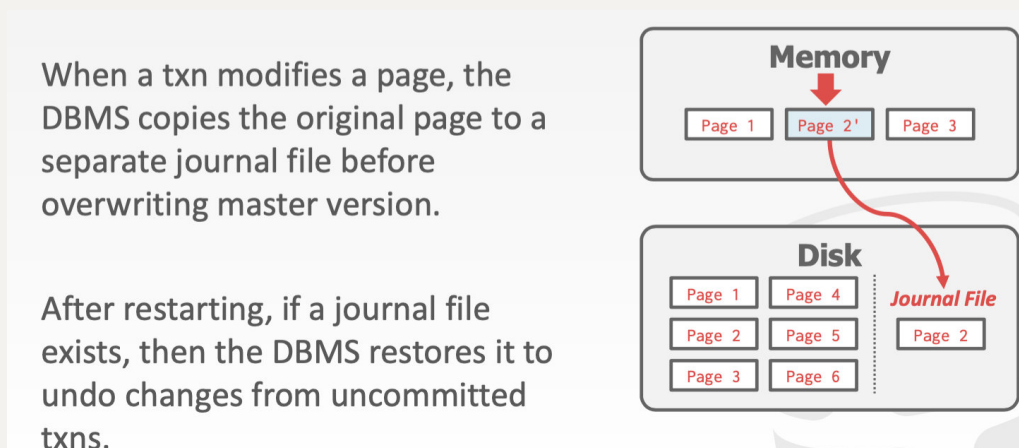 When a txn modifies a page, the
DBMS copies the original page to a
separate journal file before
overwriting master version.
After restarting, if a journal file
exists, then the DBMS restores it to
undo changes from uncommitted
txns.
Memory
Page 1 Page 2' Page 3
Disk
Page 1 Page 4
Journal File
Page 2 Page 5 Page 2
Page 3 Page 6